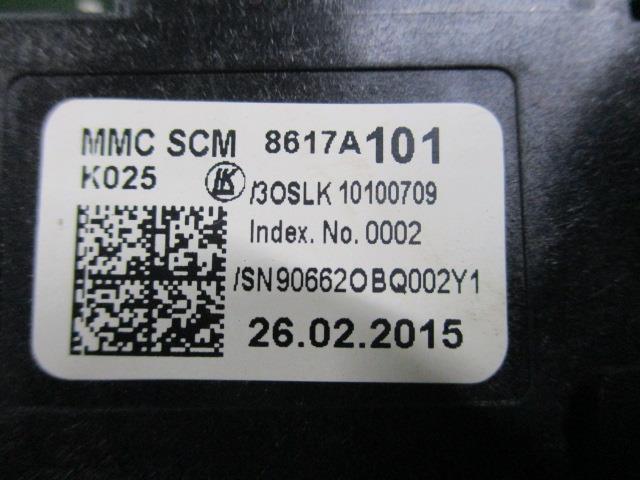 MMC SCM 8617A101
K025 /3OSLK 10100709
Index. No. 0002
/SN90662OBQ002Y1
26.02.2015